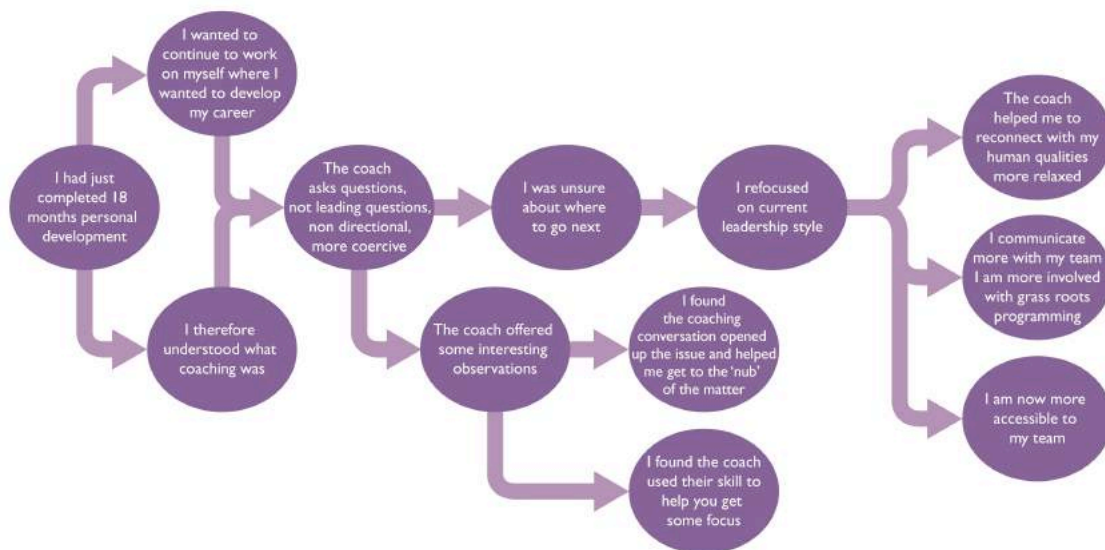 I wanted to
continue to work
on myself where I
wanted to develop
my career
I had just
completed 18
months personal
development
I therefore
understood what
coaching was
The coach
asks questions,
not leading questions,
non directional,
more coercive
I was unsure
about where
to go next
I refocused
on current
leadership style
The coach offered
some interesting
observations
I found
the coaching
conversation opened
up the issue and helped
me get to the ‘nub’
of the matter
I found the coach
used their skill to
help you get
some focus
The coach
helped me to
reconnect with my
human qualities
more relaxed
I communicate
more with my team
I am more involved
with grass roots
programming
I am now more
accessible to
my team